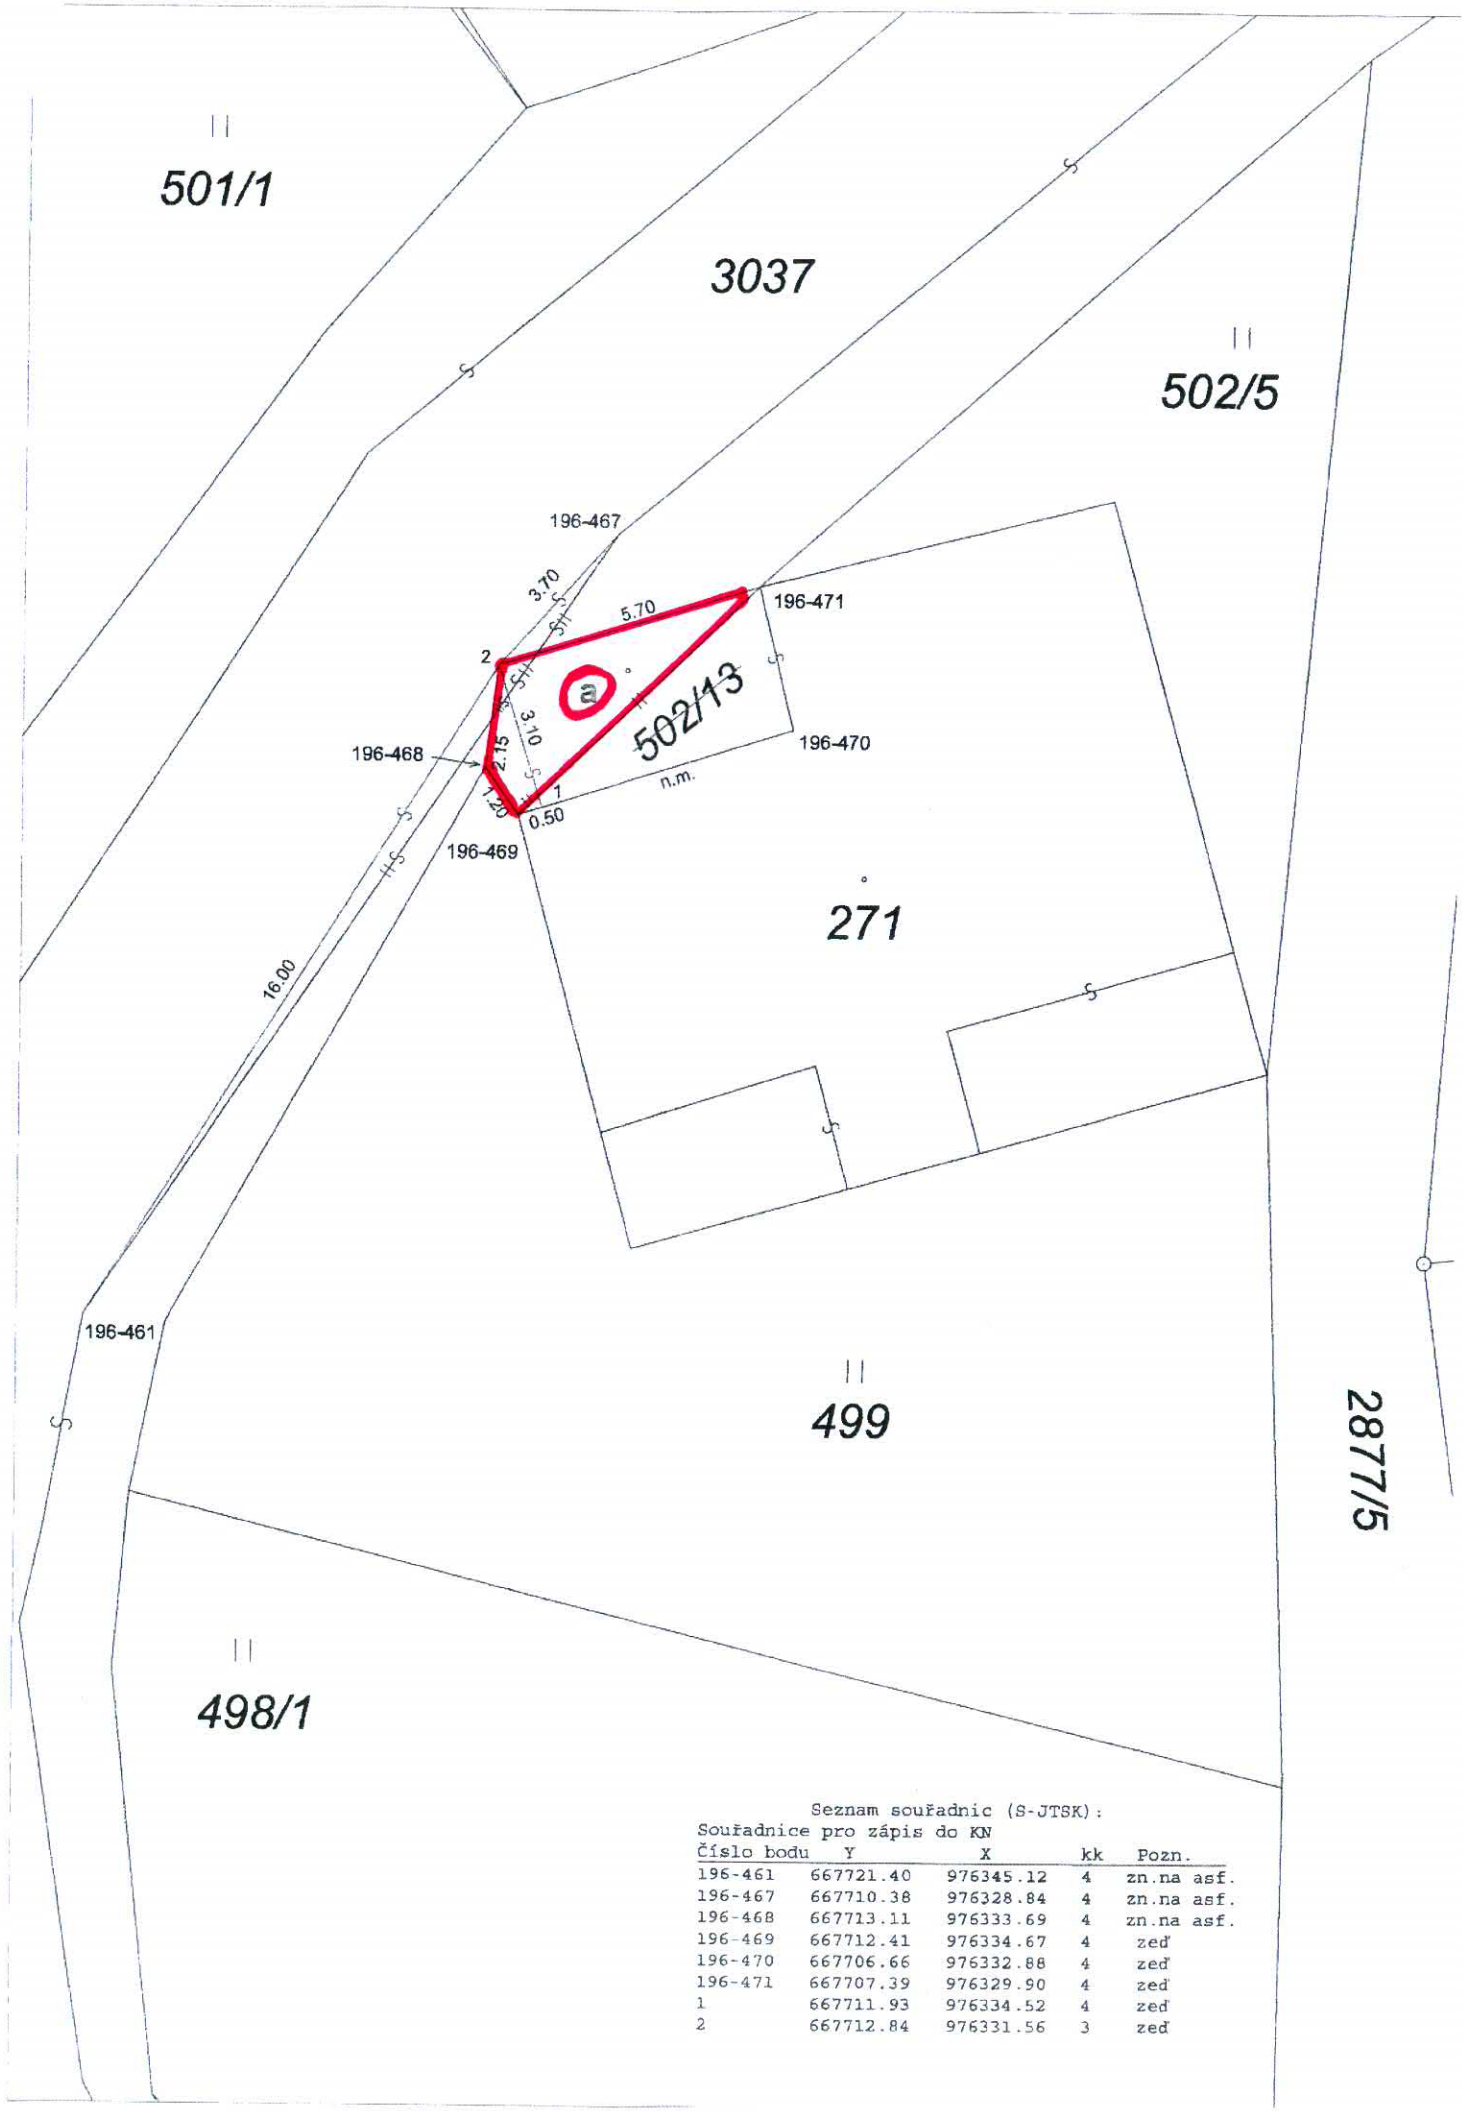 501/1
3037
502/5
196-467
3.70
5.70
196-471
2
a
3.10
502/13
196-468
2.15
196-470
n.m.
1.20
1
0.50
196-469
271
16.00
196-461
499
2877/5
498/1
Seznam souřadnic (S-JTSK):
Souřadnice pro zápis do KN
Číslo bodu Y X kk Pozn.
196-461 667721.40 976345.12 4 zn.na asf.
196-467 667710.38 976328.84 4 zn.na asf.
196-468 667713.11 976333.69 4 zn.na asf.
196-469 667712.41 976334.67 4 zeď
196-470 667706.66 976332.88 4 zeď
196-471 667707.39 976329.90 4 zeď
1 667711.93 976334.52 4 zeď
2 667712.84 976331.56 3 zeď